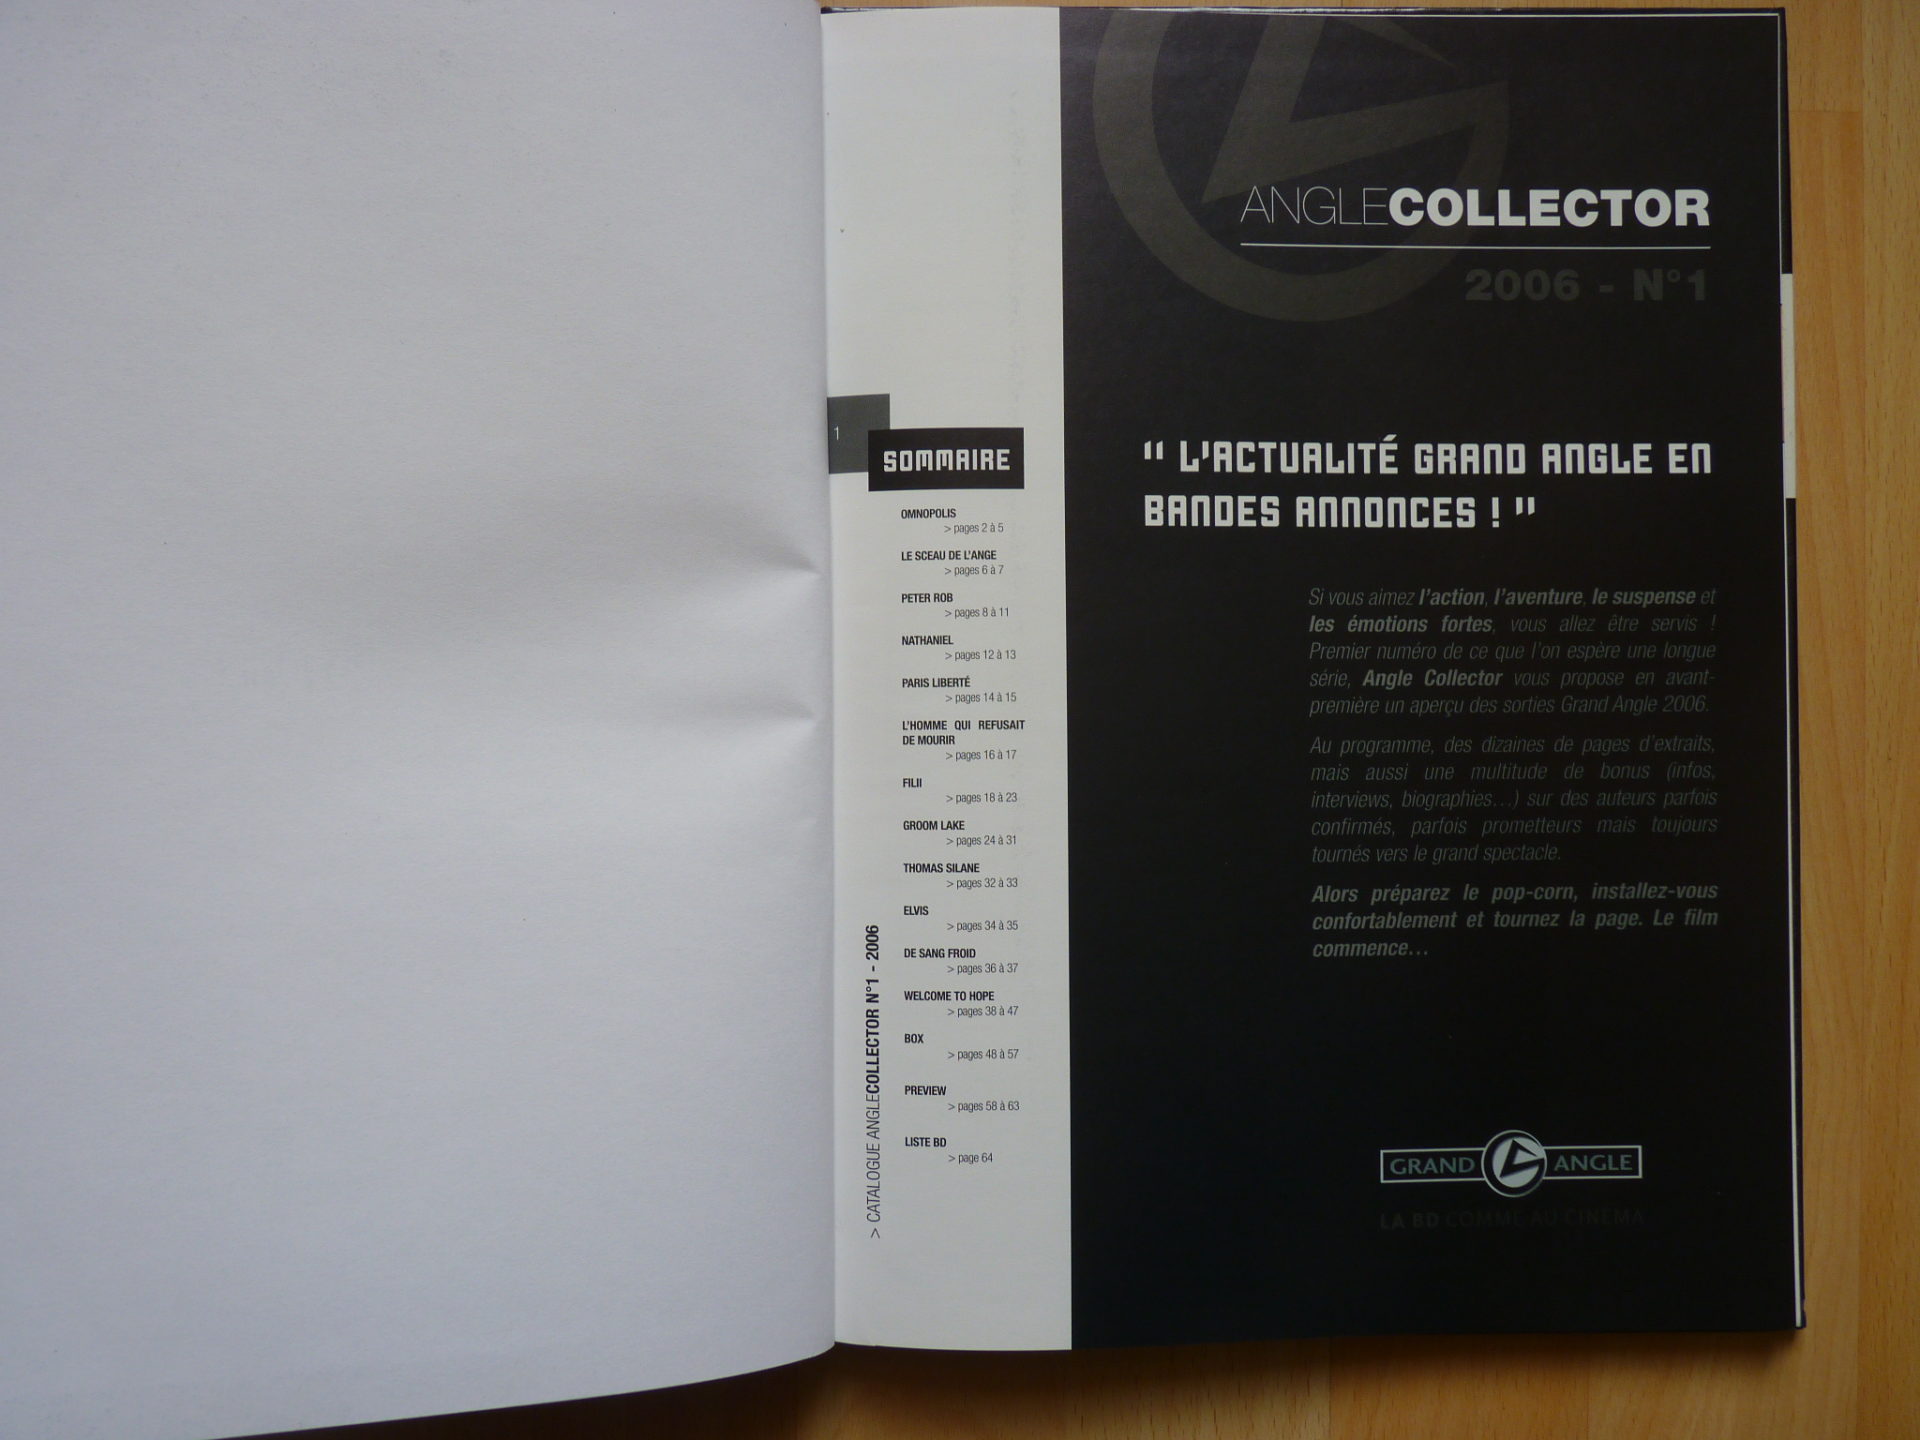 1
SOMMAIRE
OMNOPOLIS
> pages 2 à 5
LE SCEAU DE L'ANGE
> pages 6 à 7
PETER ROB
> pages 8 à 11
NATHANIEL
> pages 12 à 13
PARIS LIBERTÉ
> pages 14 à 15
L'HOMME QUI REFUSAIT
DE MOURIR
> pages 16 à 17
FILII
> pages 18 à 23
GROOM LAKE
> pages 24 à 31
THOMAS SILANE
> pages 32 à 33
ELVIS
> pages 34 à 35
DE SANG FROID
> pages 36 à 37
WELCOME TO HOPE
> pages 38 à 47
BOX
> pages 48 à 57
PREVIEW
> pages 58 à 63
LISTE BD
> page 64
> CATALOGUE ANGLECOLLECTOR N°1 - 2006
ANGLECOLLECTOR
2006 - N°1
" L'ACTUALITÉ GRAND ANGLE EN
BANDES ANNONCES ! "
Si vous aimez l'action, l'aventure, le suspense et
les émotions fortes, vous allez être servis !
Premier numéro de ce que l'on espère une longue
série, Angle Collector vous propose en avant-
première un aperçu des sorties Grand Angle 2006.
Au programme, des dizaines de pages d'extraits,
mais aussi une multitude de bonus (infos,
interviews, biographies...) sur des auteurs parfois
confirmés, parfois prometteurs mais toujours
tournés vers le grand spectacle.
Alors préparez le pop-corn, installez-vous
confortablement et tournez la page. Le film
commence...
GRAND ANGLE
LA BD COMME AU CINEMA